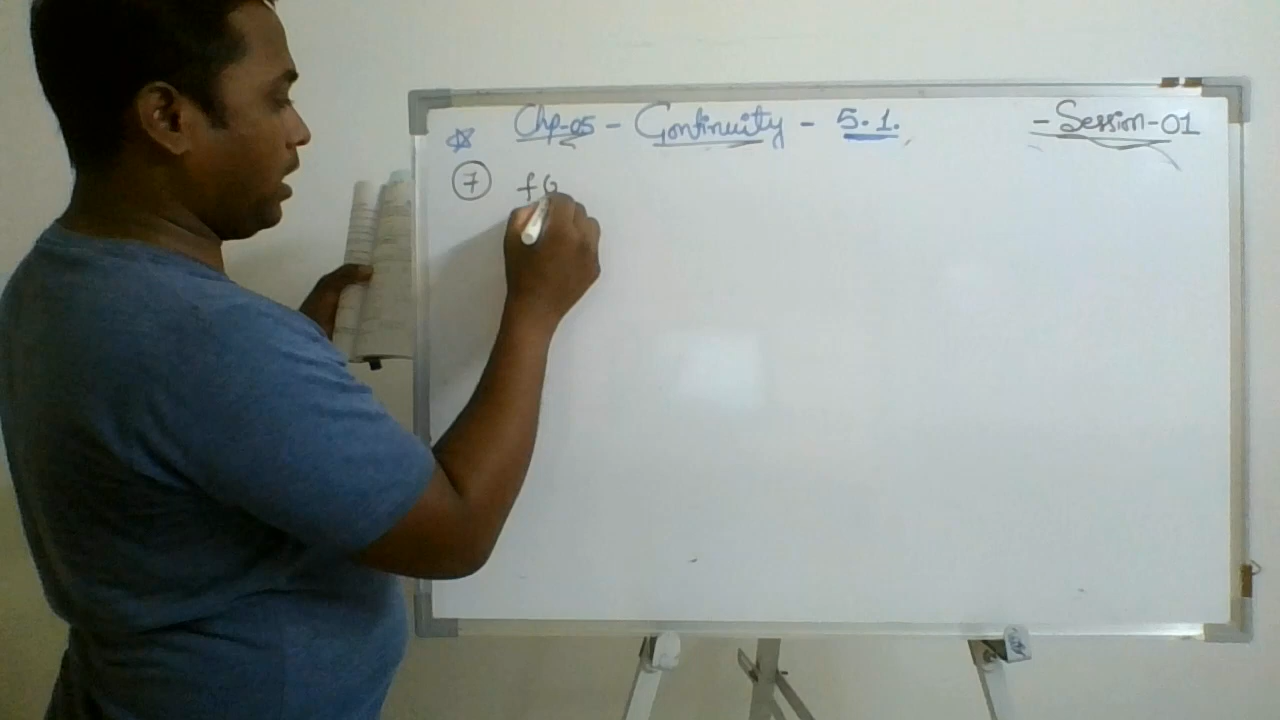 Chp-05 - Continuity - 5.1. - Session-01
7 f(